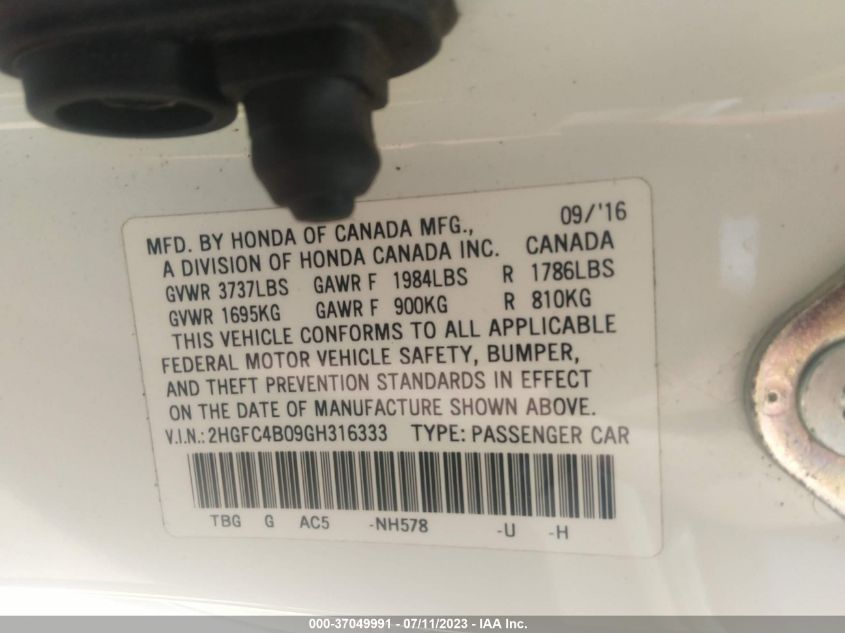 09/'16
MFD. BY HONDA OF CANADA MFG.,
A DIVISION OF HONDA CANADA INC. CANADA
GVWR 3737LBS GAWR F 1984LBS R 1786LBS
GVWR 1695KG GAWR F 900KG R 810KG
THIS VEHICLE CONFORMS TO ALL APPLICABLE
FEDERAL MOTOR VEHICLE SAFETY, BUMPER,
AND THEFT PREVENTION STANDARDS IN EFFECT
ON THE DATE OF MANUFACTURE SHOWN ABOVE.
V.I.N.: 2HGFC4B09GH316333 TYPE: PASSENGER CAR
TBG G AC5 -NH578 -U -H
000-37049991 - 07/11/2023 - IAA Inc.